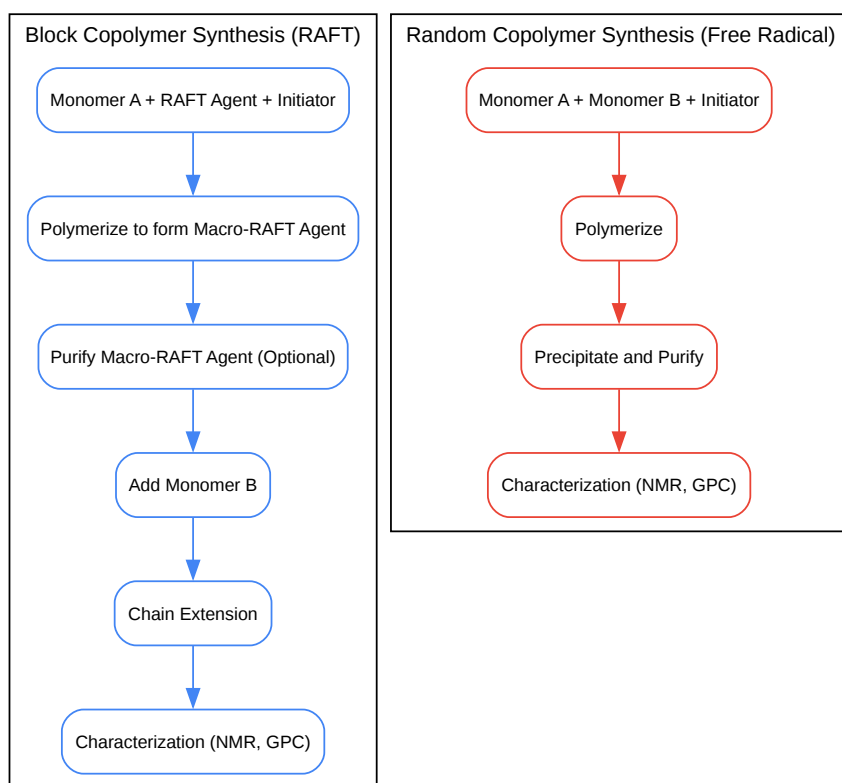 Block Copolymer Synthesis (RAFT)
Monomer A + RAFT Agent + Initiator
Polymerize to form Macro-RAFT Agent
Purify Macro-RAFT Agent (Optional)
Add Monomer B
Chain Extension
Characterization (NMR, GPC)
Random Copolymer Synthesis (Free Radical)
Monomer A + Monomer B + Initiator
Polymerize
Precipitate and Purify
Characterization (NMR, GPC)